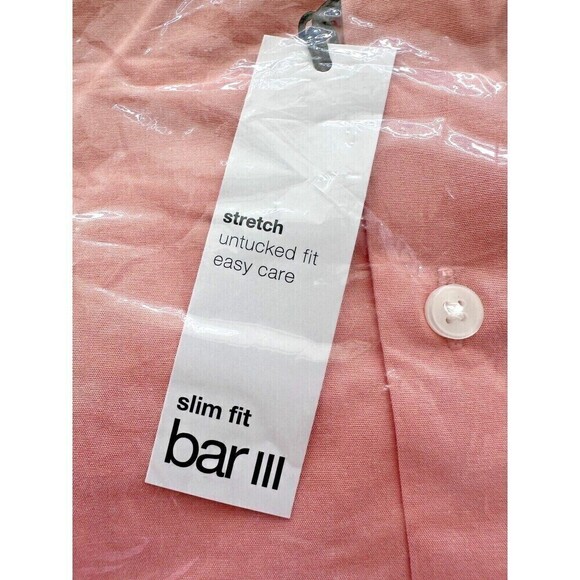 stretch
untucked fit
easy care
slim fit
bar III